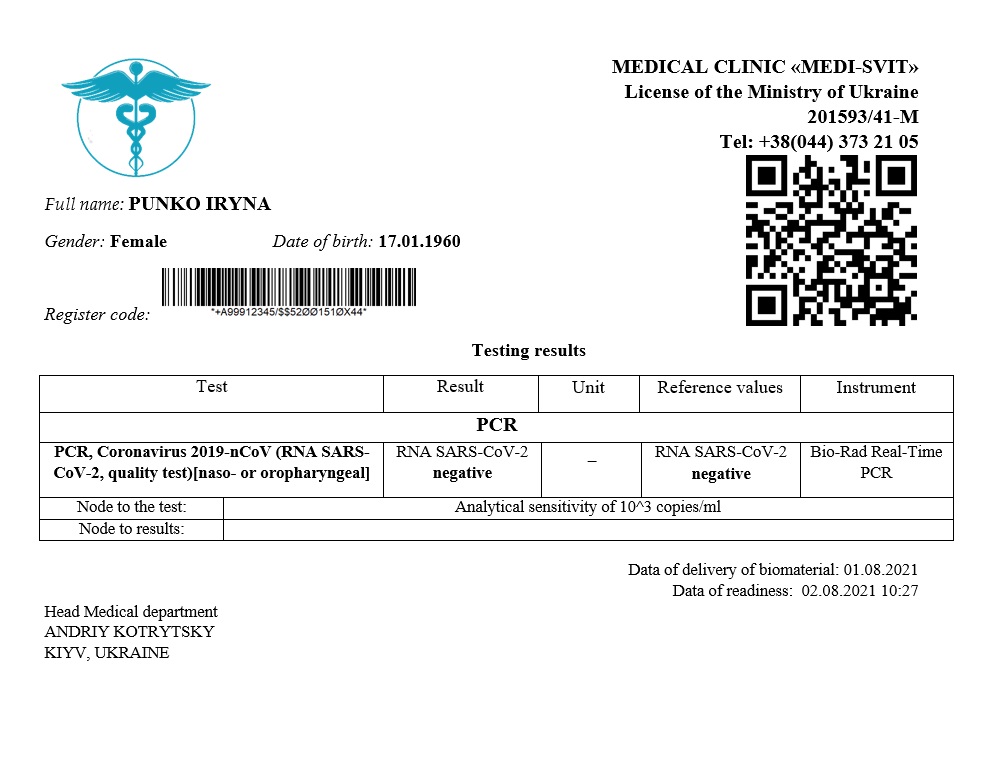 MEDICAL CLINIC «MEDI-SVIT»
License of the Ministry of Ukraine
201593/41-M
Tel: +38(044) 373 21 05
Full name: PUNKO IRYNA
Gender: Female Date of birth: 17.01.1960
Register code:
*+A99912345/$$52ØØ151ØX44*
Testing results
Test Result Unit Reference values Instrument
PCR
PCR, Coronavirus 2019-nCoV (RNA SARS- RNA SARS-CoV-2 – RNA SARS-CoV-2 Bio-Rad Real-Time
CoV-2, quality test)[naso- or oropharyngeal] negative negative PCR
Node to the test: Analytical sensitivity of 10^3 copies/ml
Node to results:
Data of delivery of biomaterial: 01.08.2021
Data of readiness: 02.08.2021 10:27
Head Medical department
ANDRIY KOTRYTSKY
KIYV, UKRAINE